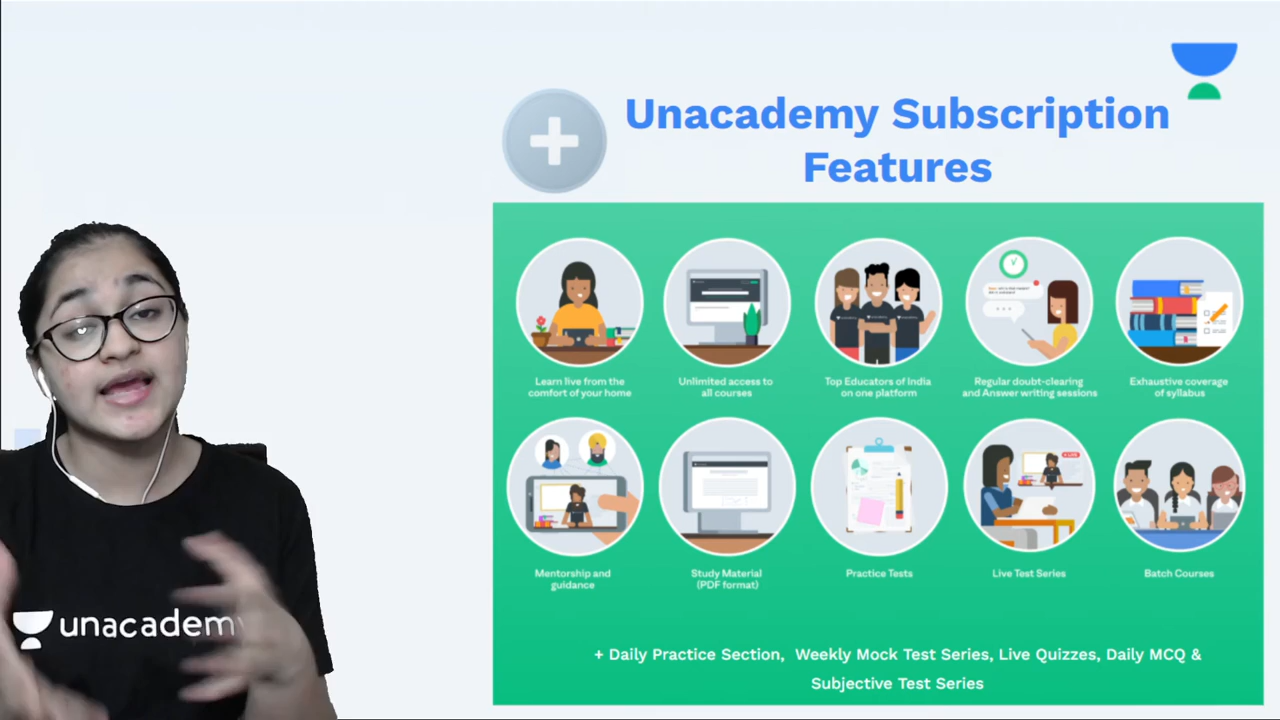 Unacademy Subscription
Features
Learn live from the
comfort of your home
Unlimited access to
all courses
Top Educators of India
on one platform
Regular doubt-clearing
and Answer writing sessions
Exhaustive coverage
of syllabus
Mentorship and
guidance
Study Material
(PDF format)
Practice Tests
Live Test Series
Batch Courses
+ Daily Practice Section, Weekly Mock Test Series, Live Quizzes, Daily MCQ &
Subjective Test Series
unacademy